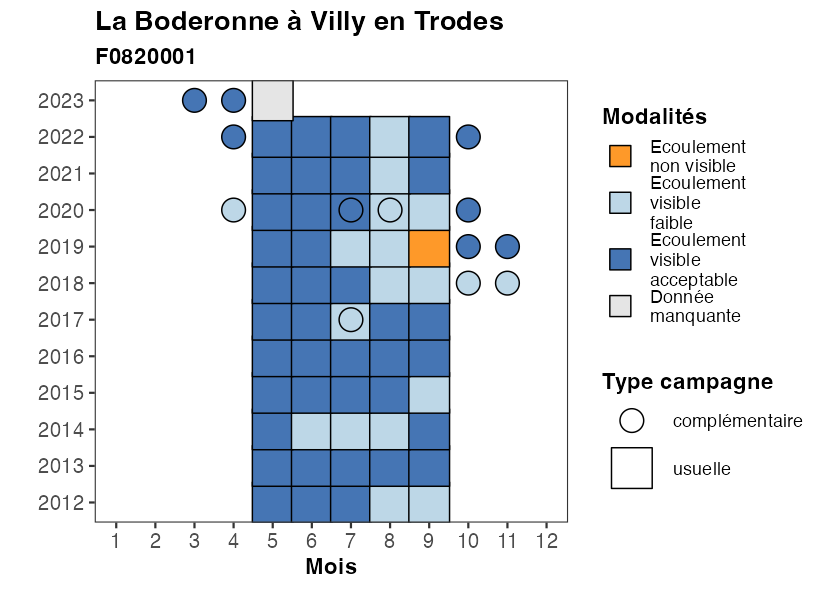 La Boderonne à Villy en Trodes
F0820001
2023
2022
2021
2020
2019
2018
2017
2016
2015
2014
2013
2012
1 2 3 4 5 6 7 8 9 10 11 12
Mois
Modalités
Ecoulement
non visible
Ecoulement
visible
faible
Ecoulement
visible
acceptable
Donnée
manquante
Type campagne
complémentaire
usuelle